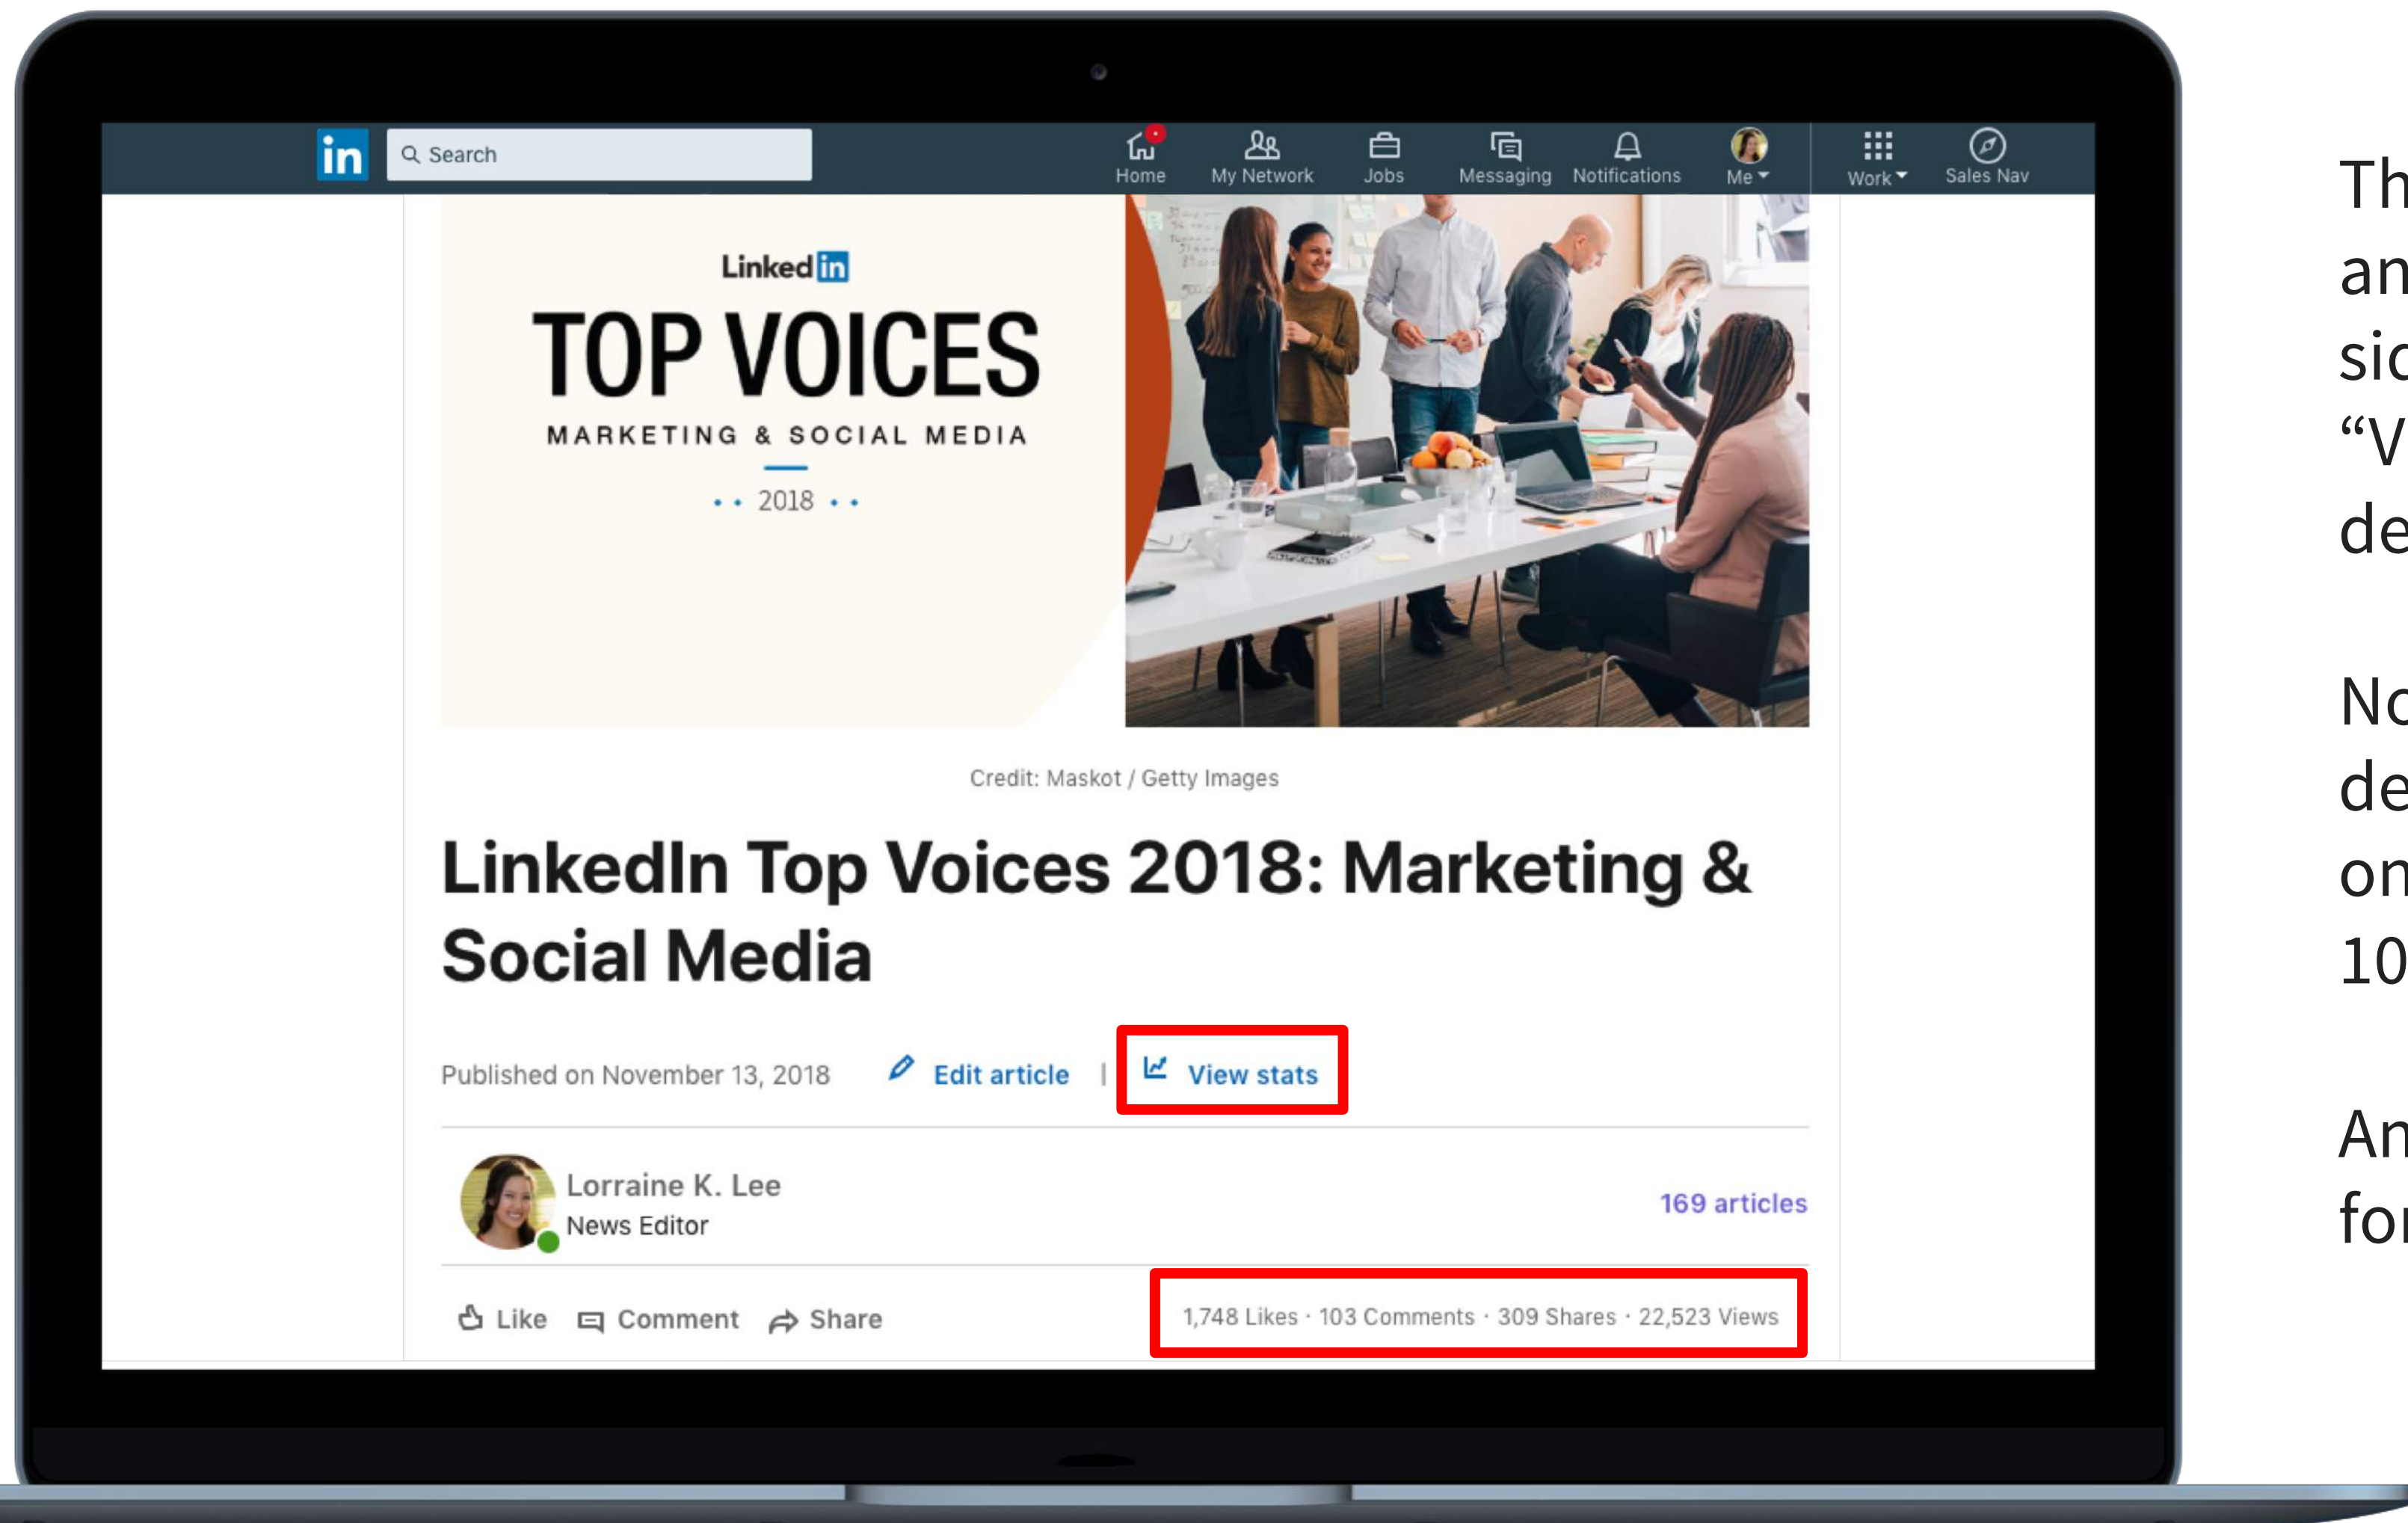 in
Search
Home
My Network
Jobs
Messaging
Notifications
Me
Work
Sales Nav
Linked in
TOP VOICES
MARKETING & SOCIAL MEDIA
2018
Credit: Maskot / Getty Images
LinkedIn Top Voices 2018: Marketing &
Social Media
Published on November 13, 2018
Edit article | View stats
Lorraine K. Lee
News Editor
169 articles
Like Comment Share
1,748 Likes · 103 Comments · 309 Shares · 22,523 Views